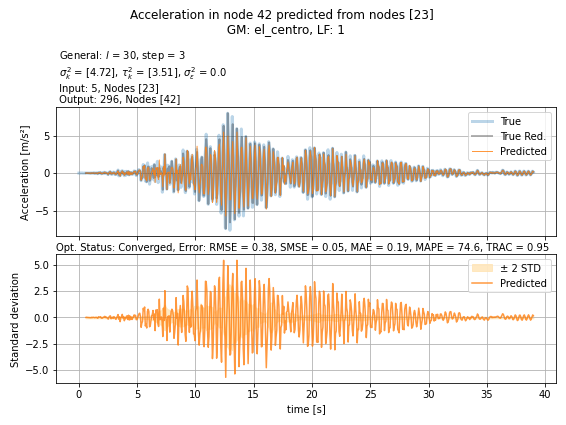 Acceleration in node 42 predicted from nodes [23]
GM: el_centro, LF: 1
General: l = 30, step = 3
σ²ₖ = [4.72], τ²ₖ = [3.51], σ²ε = 0.0
Input: 5, Nodes [23]
Output: 296, Nodes [42]
Acceleration [m/s²]
5
0
−5
True
True Red.
Predicted
Opt. Status: Converged, Error: RMSE = 0.38, SMSE = 0.05, MAE = 0.19, MAPE = 74.6, TRAC = 0.95
Standard deviation
5.0
2.5
0.0
−2.5
−5.0
± 2 STD
Predicted
0 5 10 15 20 25 30 35 40
time [s]